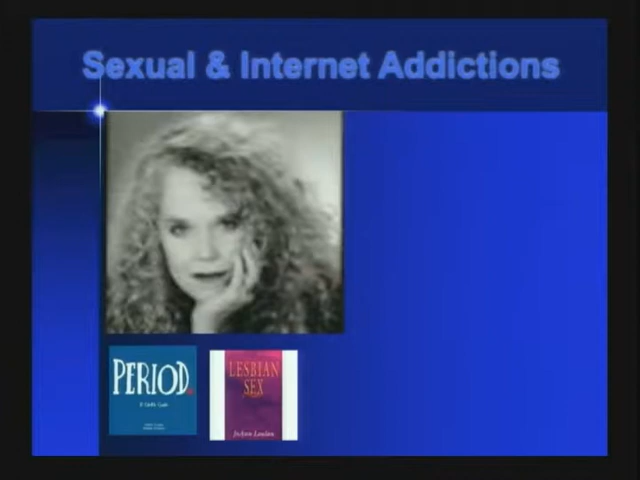 Sexual & Internet Addictions
PERIOD.
LESBIAN
SEX
JoAnn Loulan